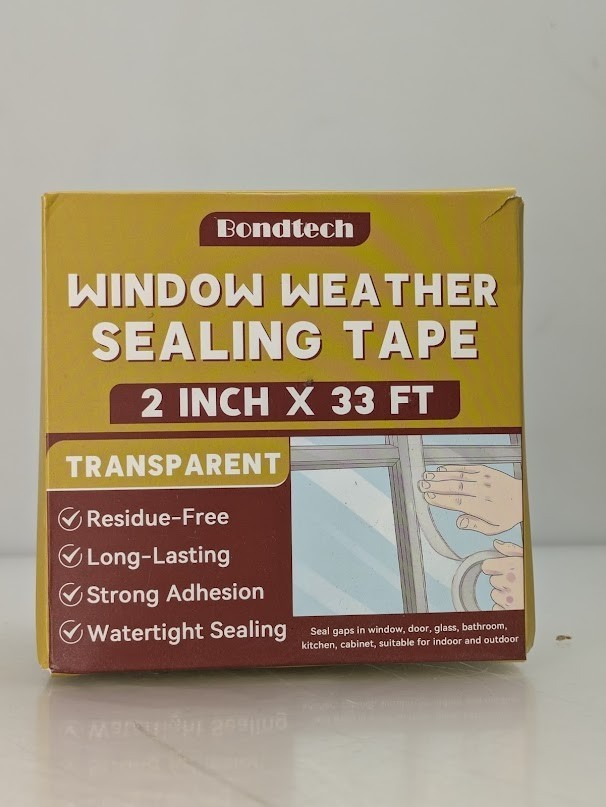 Bondtech
WINDOW WEATHER
SEALING TAPE
2 INCH X 33 FT
TRANSPARENT
Residue-Free
Long-Lasting
Strong Adhesion
Watertight Sealing
Seal gaps in window, door, glass, bathroom,
kitchen, cabinet, suitable for indoor and outdoor